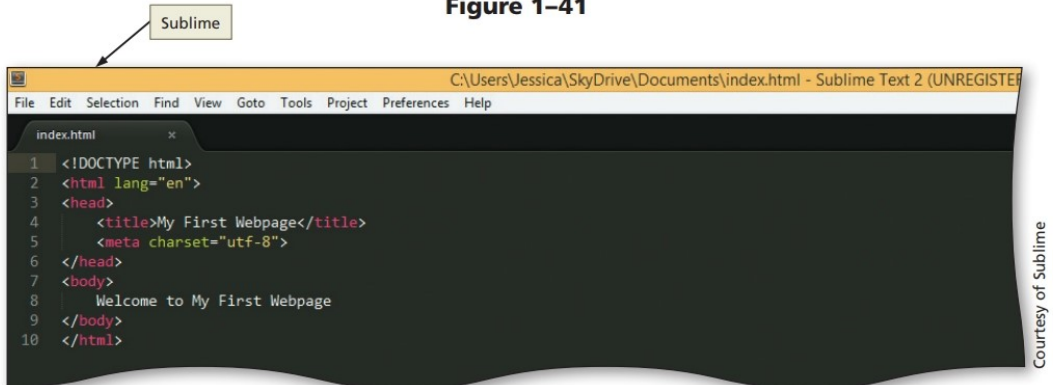 Figure 1–41
Sublime
C:\Users\Jessica\SkyDrive\Documents\index.html - Sublime Text 2 (UNREGISTER
File Edit Selection Find View Goto Tools Project Preferences Help
index.html ×
1 <!DOCTYPE html>
2 <html lang="en">
3 <head>
4 <title>My First Webpage</title>
5 <meta charset="utf-8">
6 </head>
7 <body>
8 Welcome to My First Webpage
9 </body>
10 </html>
Courtesy of Sublime